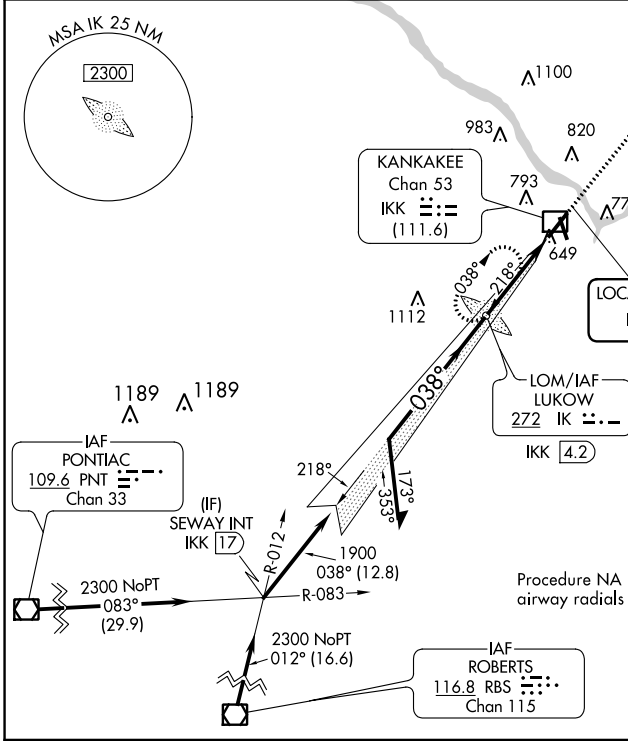 MSA IK 25 NM
2300
1100
983
820
KANKAKEE
Chan 53
IKK
(111.6)
793
77
649
038°
218°
1112
LOCA
LOM/IAF
LUKOW
272 IK
IKK 4.2
038°
1189
1189
IAF
PONTIAC
109.6 PNT
Chan 33
218°
173°
353°
(IF)
SEWAY INT
IKK 17
R-012
1900
038° (12.8)
R-083
2300 NoPT
083°
(29.9)
Procedure NA
airway radials
2300 NoPT
012° (16.6)
IAF
ROBERTS
116.8 RBS
Chan 115